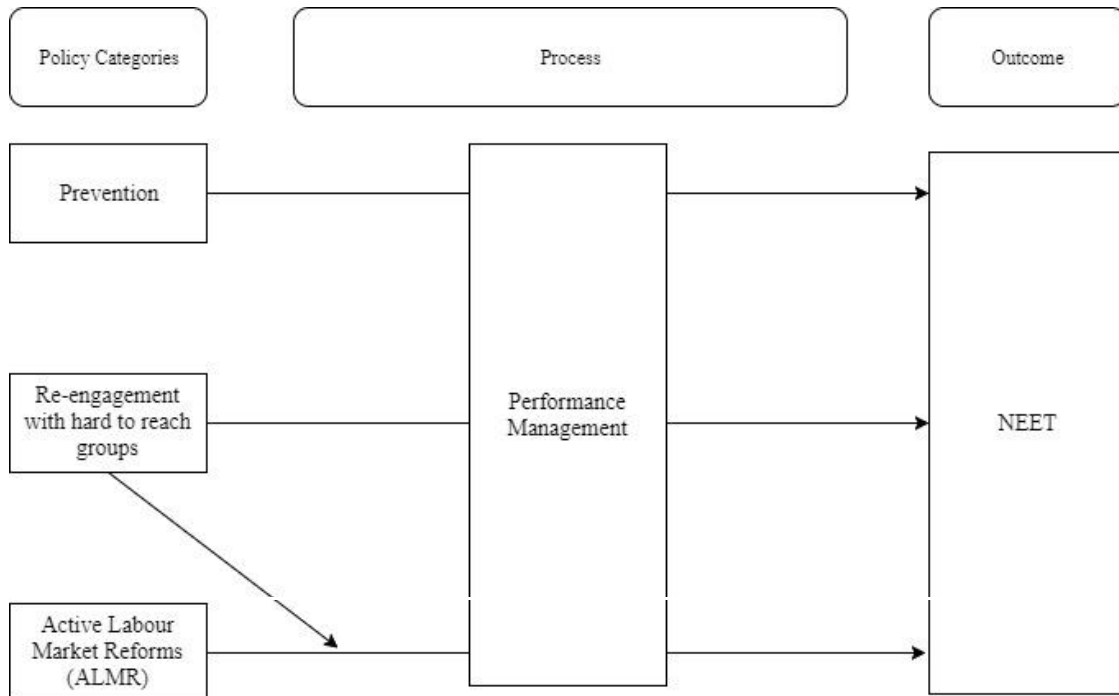 Policy Categories
Process
Outcome
Prevention
Re-engagement
with hard to reach
groups
Performance
Management
NEET
Active Labour
Market Reforms
(ALMR)